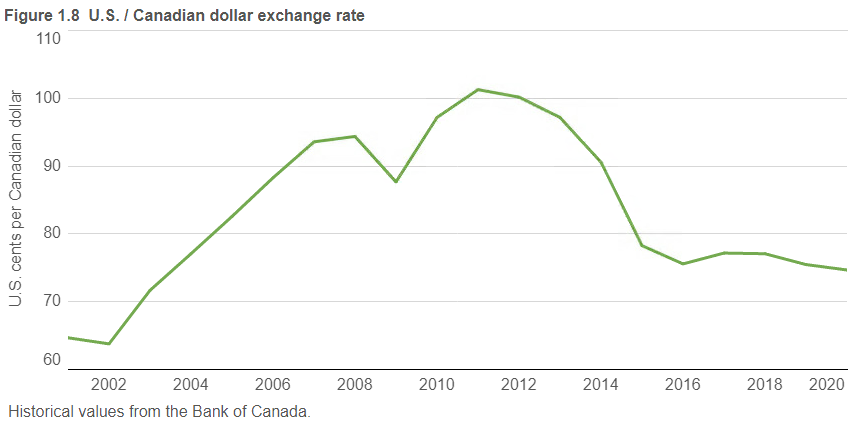 Figure 1.8 U.S. / Canadian dollar exchange rate
U.S. cents per Canadian dollar
110
100
90
80
70
60
2002 2004 2006 2008 2010 2012 2014 2016 2018 2020
Historical values from the Bank of Canada.